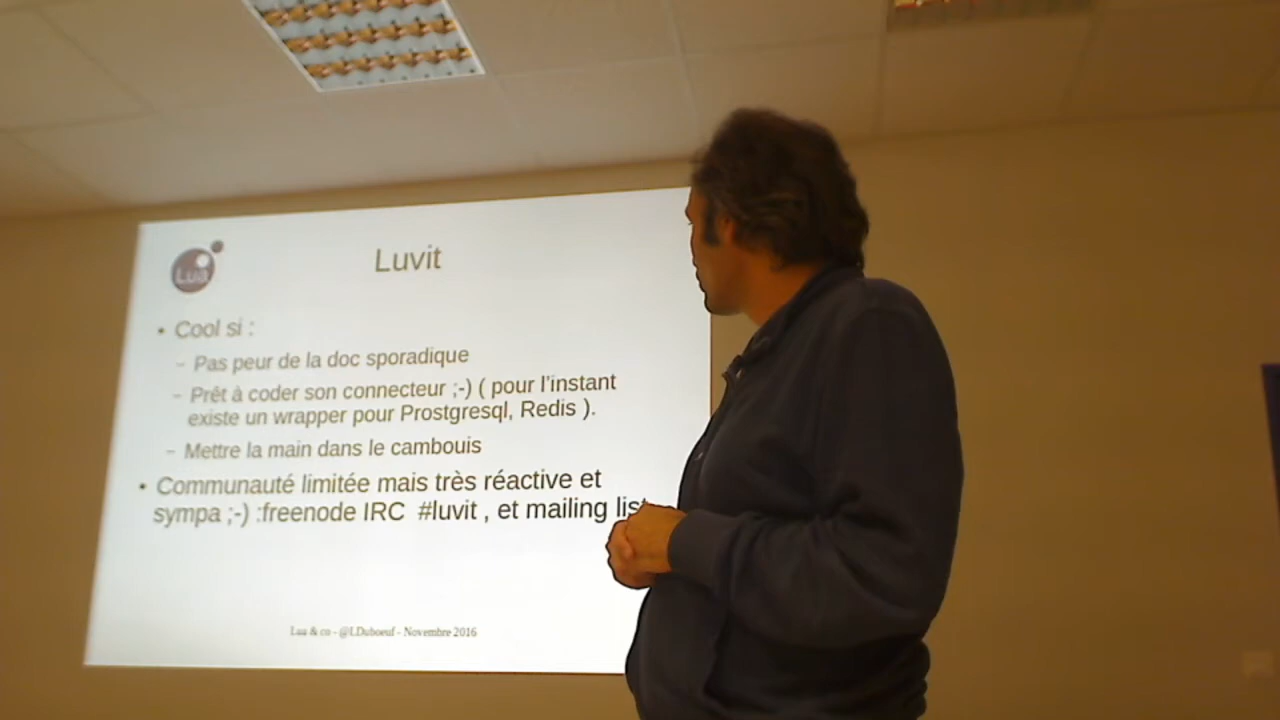 Lua
Luvit
• Cool si :
– Pas peur de la doc sporadique
– Prêt à coder son connecteur ;-) ( pour l'instant
existe un wrapper pour Prostgresql, Redis ).
– Mettre la main dans le cambouis
• Communauté limitée mais très réactive et
sympa ;-) :freenode IRC #luvit , et mailing list
Lua & co - @LDuboeuf - Novembre 2016